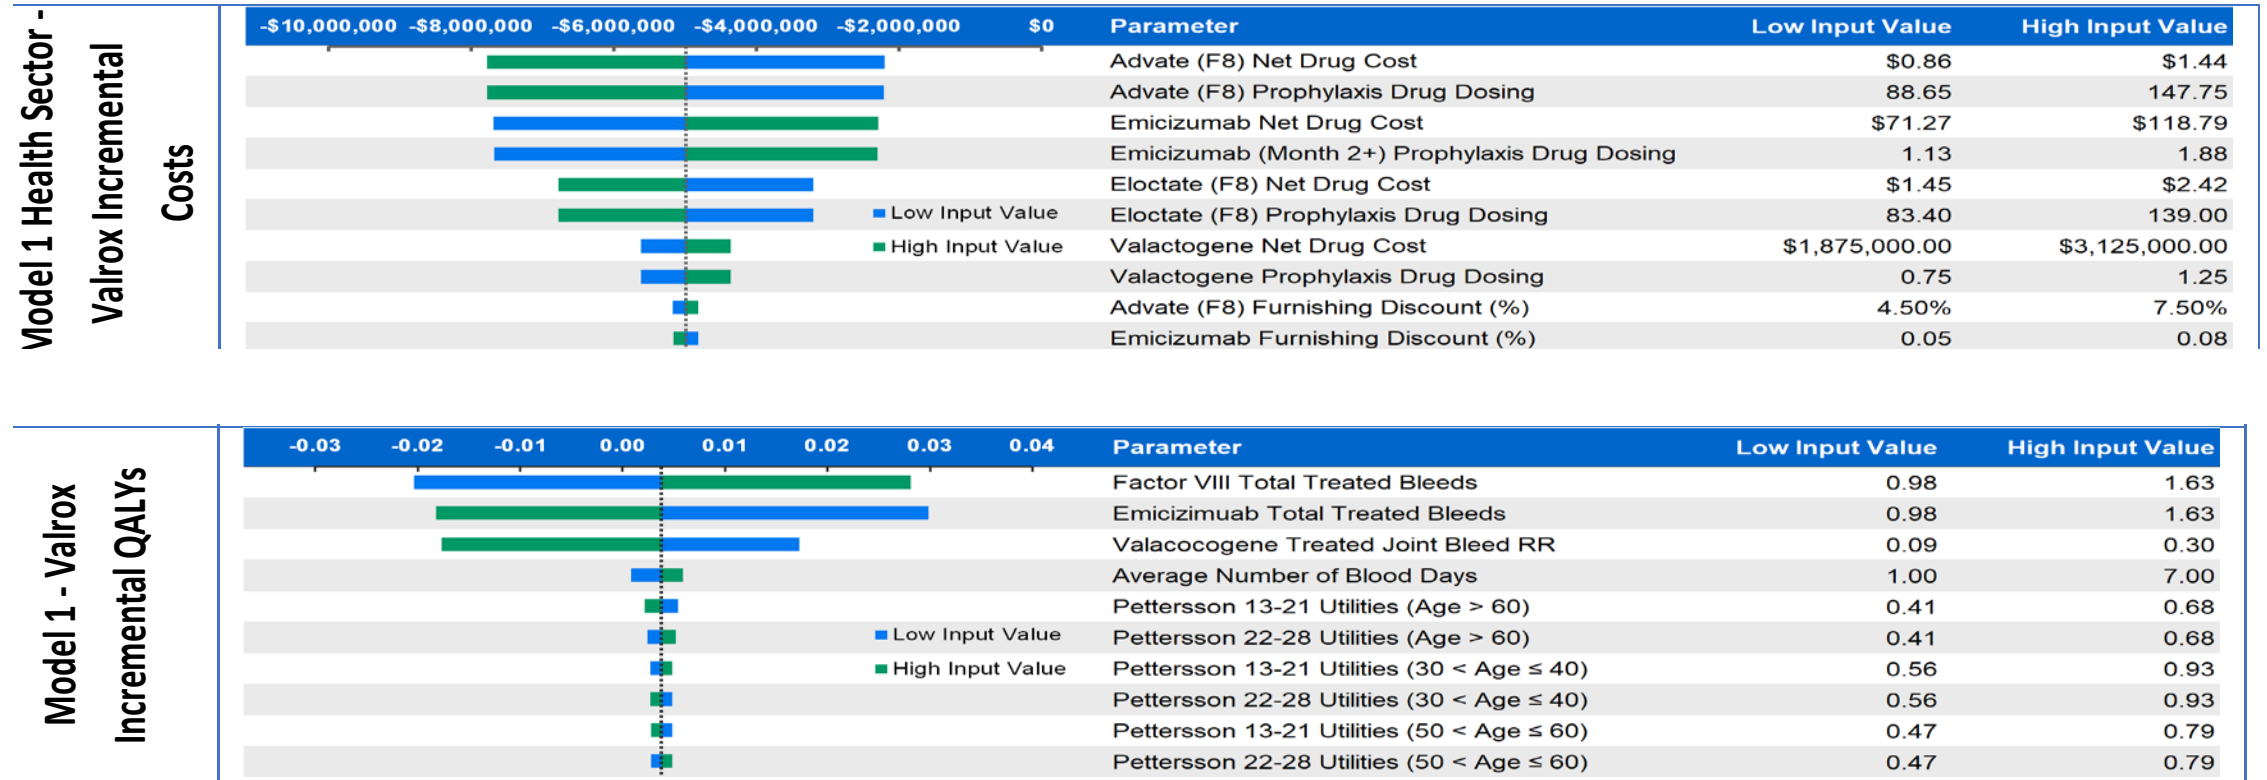 Model 1 Health Sector -
Valrox Incremental
Costs
-$10,000,000 -$8,000,000 -$6,000,000 -$4,000,000 -$2,000,000 $0 Parameter Low Input Value High Input Value
Advate (F8) Net Drug Cost $0.86 $1.44
Advate (F8) Prophylaxis Drug Dosing 88.65 147.75
Emicizumab Net Drug Cost $71.27 $118.79
Emicizumab (Month 2+) Prophylaxis Drug Dosing 1.13 1.88
Eloctate (F8) Net Drug Cost $1.45 $2.42
Low Input Value Eloctate (F8) Prophylaxis Drug Dosing 83.40 139.00
High Input Value Valactogene Net Drug Cost $1,875,000.00 $3,125,000.00
Valactogene Prophylaxis Drug Dosing 0.75 1.25
Advate (F8) Furnishing Discount (%) 4.50% 7.50%
Emicizumab Furnishing Discount (%) 0.05 0.08
Model 1 - Valrox
Incremental QALYs
-0.03 -0.02 -0.01 0.00 0.01 0.02 0.03 0.04 Parameter Low Input Value High Input Value
Factor VIII Total Treated Bleeds 0.98 1.63
Emicizimuab Total Treated Bleeds 0.98 1.63
Valacocogene Treated Joint Bleed RR 0.09 0.30
Average Number of Blood Days 1.00 7.00
Pettersson 13-21 Utilities (Age > 60) 0.41 0.68
Low Input Value Pettersson 22-28 Utilities (Age > 60) 0.41 0.68
High Input Value Pettersson 13-21 Utilities (30 < Age ≤ 40) 0.56 0.93
Pettersson 22-28 Utilities (30 < Age ≤ 40) 0.56 0.93
Pettersson 13-21 Utilities (50 < Age ≤ 60) 0.47 0.79
Pettersson 22-28 Utilities (50 < Age ≤ 60) 0.47 0.79